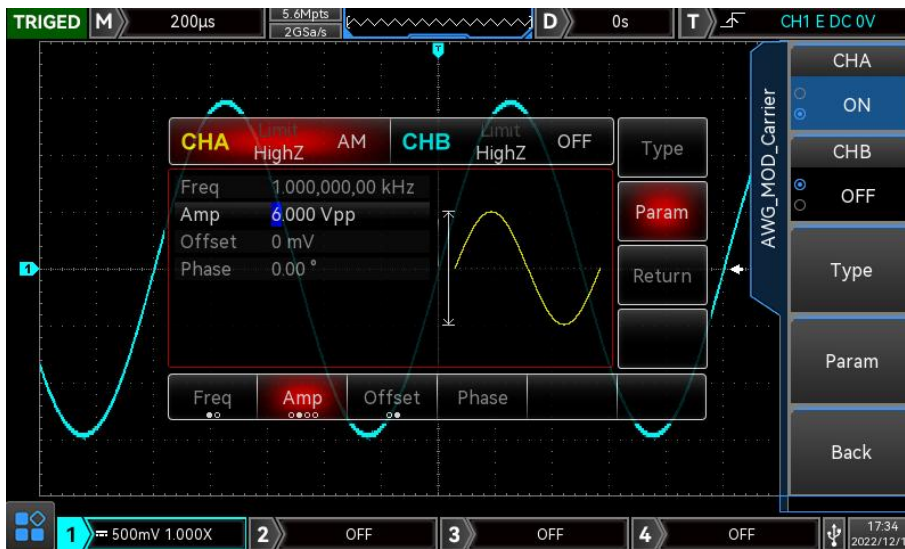 TRIGED M 200µs 5.6Mpts D 0s T CH1 E DC 0V
2GSa/s
T
CHA
ON
CHB
OFF
Type
Param
Back
AWG_MOD_Carrier
CHA Limit HighZ AM CHB Limit HighZ OFF
Type
Param
Return
Freq 1.000,000,00 kHz
Amp 6.000 Vpp
Offset 0 mV
Phase 0.00 °
1
Freq Amp Offset Phase
1 500mV 1.000X 2 OFF 3 OFF 4 OFF 17:34